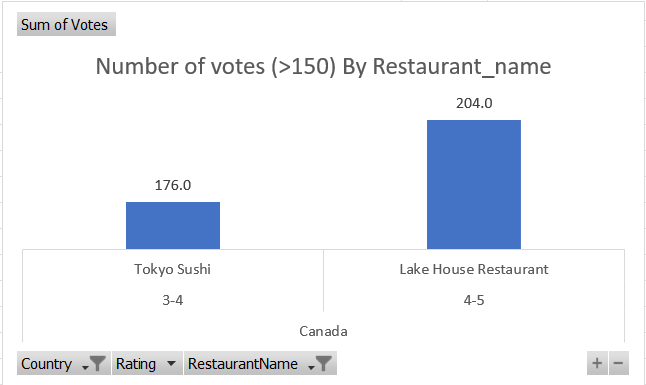 Sum of Votes
Number of votes (>150) By Restaurant_name
204.0
176.0
Tokyo Sushi
Lake House Restaurant
3-4
4-5
Canada
Country
Rating
RestaurantName
+
−